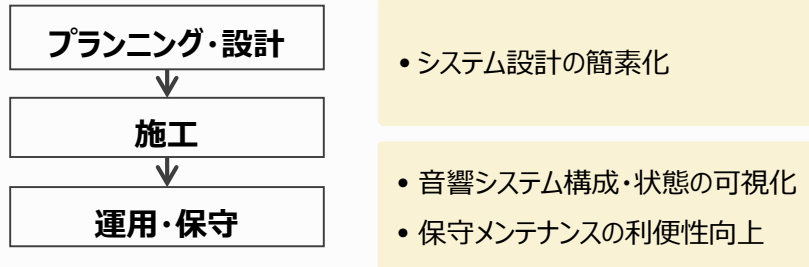 プランニング・設計
施工
運用・保守
• システム設計の簡素化
• 音響システム構成・状態の可視化
• 保守メンテナンスの利便性向上